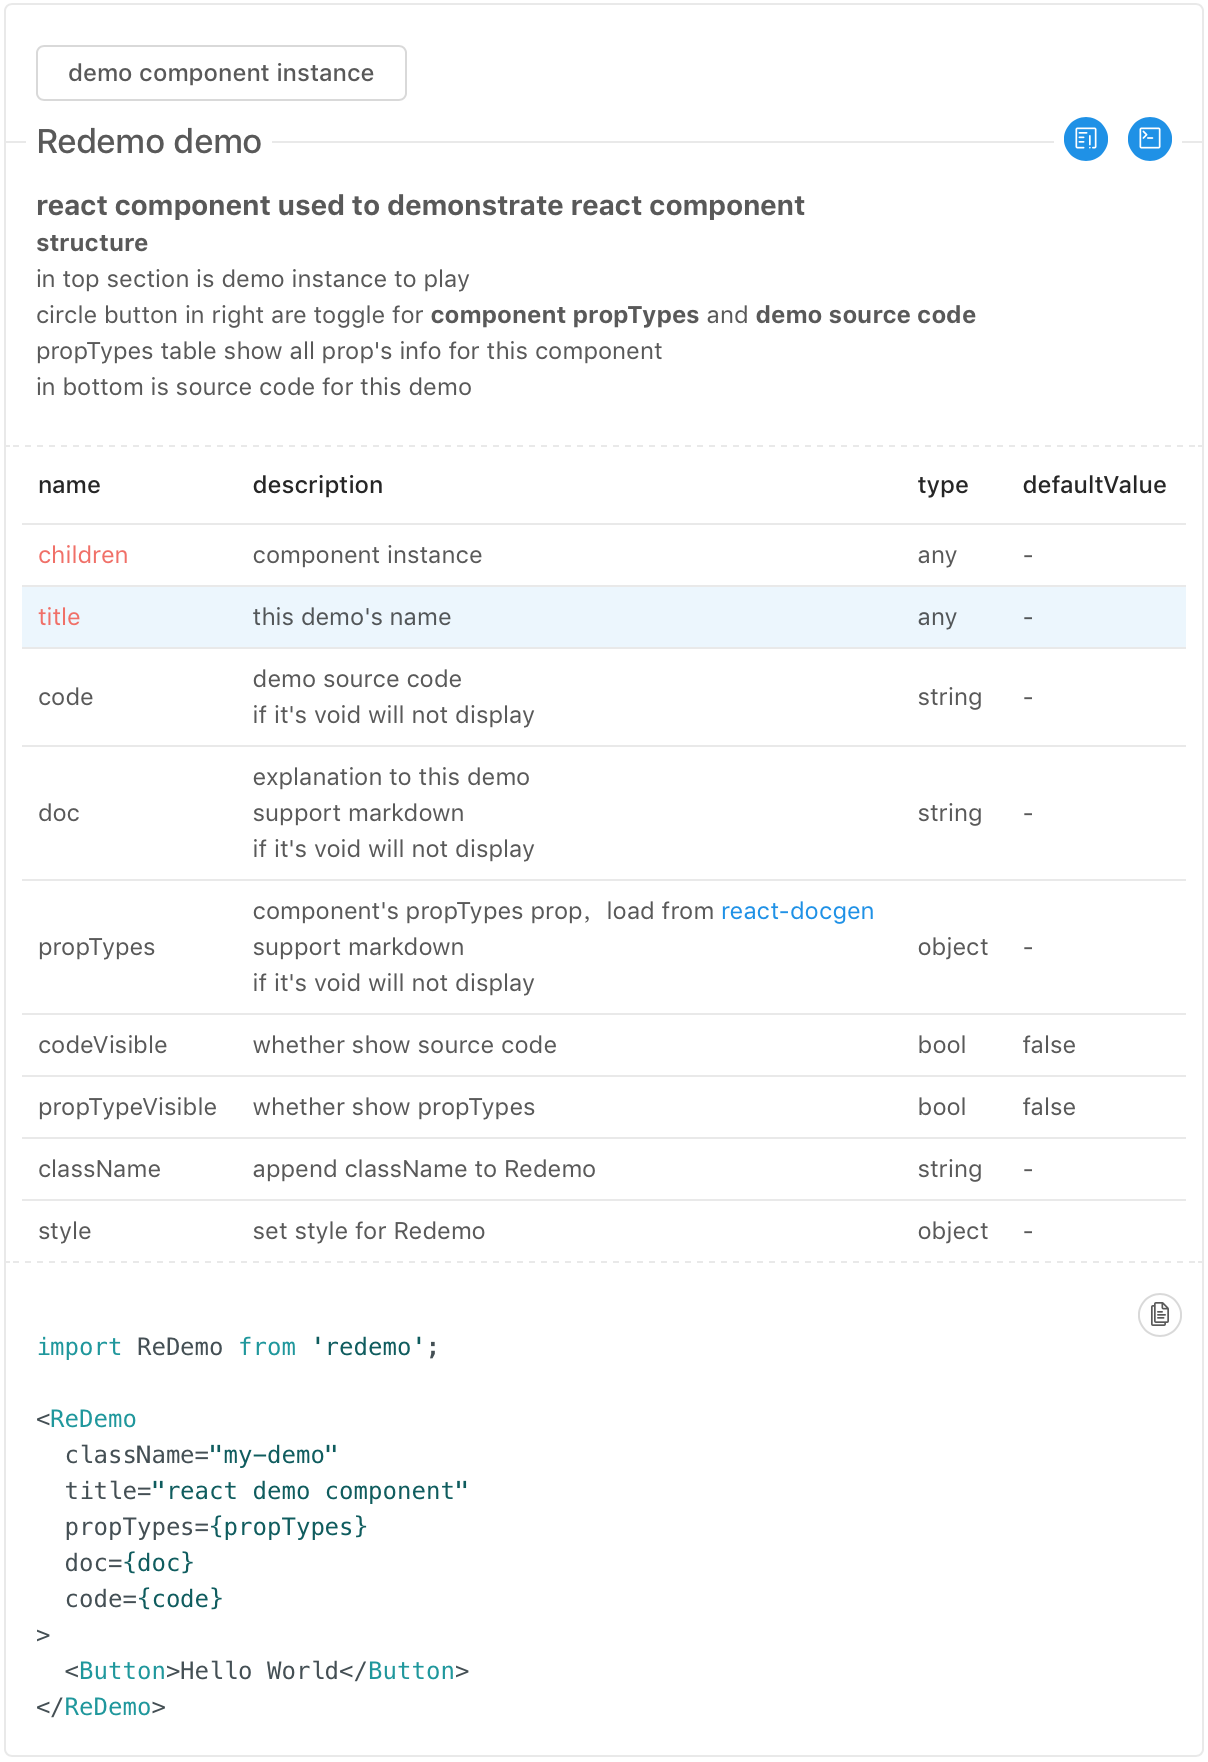 demo component instance
Redemo demo
react component used to demonstrate react component
structure
in top section is demo instance to play
circle button in right are toggle for component propTypes and demo source code
propTypes table show all prop's info for this component
in bottom is source code for this demo
name description type defaultValue
children component instance any -
title this demo's name any -
code demo source code string -
if it's void will not display
doc explanation to this demo string -
support markdown
if it's void will not display
propTypes component's propTypes prop，load from react-docgen object -
support markdown
if it's void will not display
codeVisible whether show source code bool false
propTypeVisible whether show propTypes bool false
className append className to Redemo string -
style set style for Redemo object -
import ReDemo from 'redemo';
<ReDemo
  className="my-demo"
  title="react demo component"
  propTypes={propTypes}
  doc={doc}
  code={code}
>
  <Button>Hello World</Button>
</ReDemo>